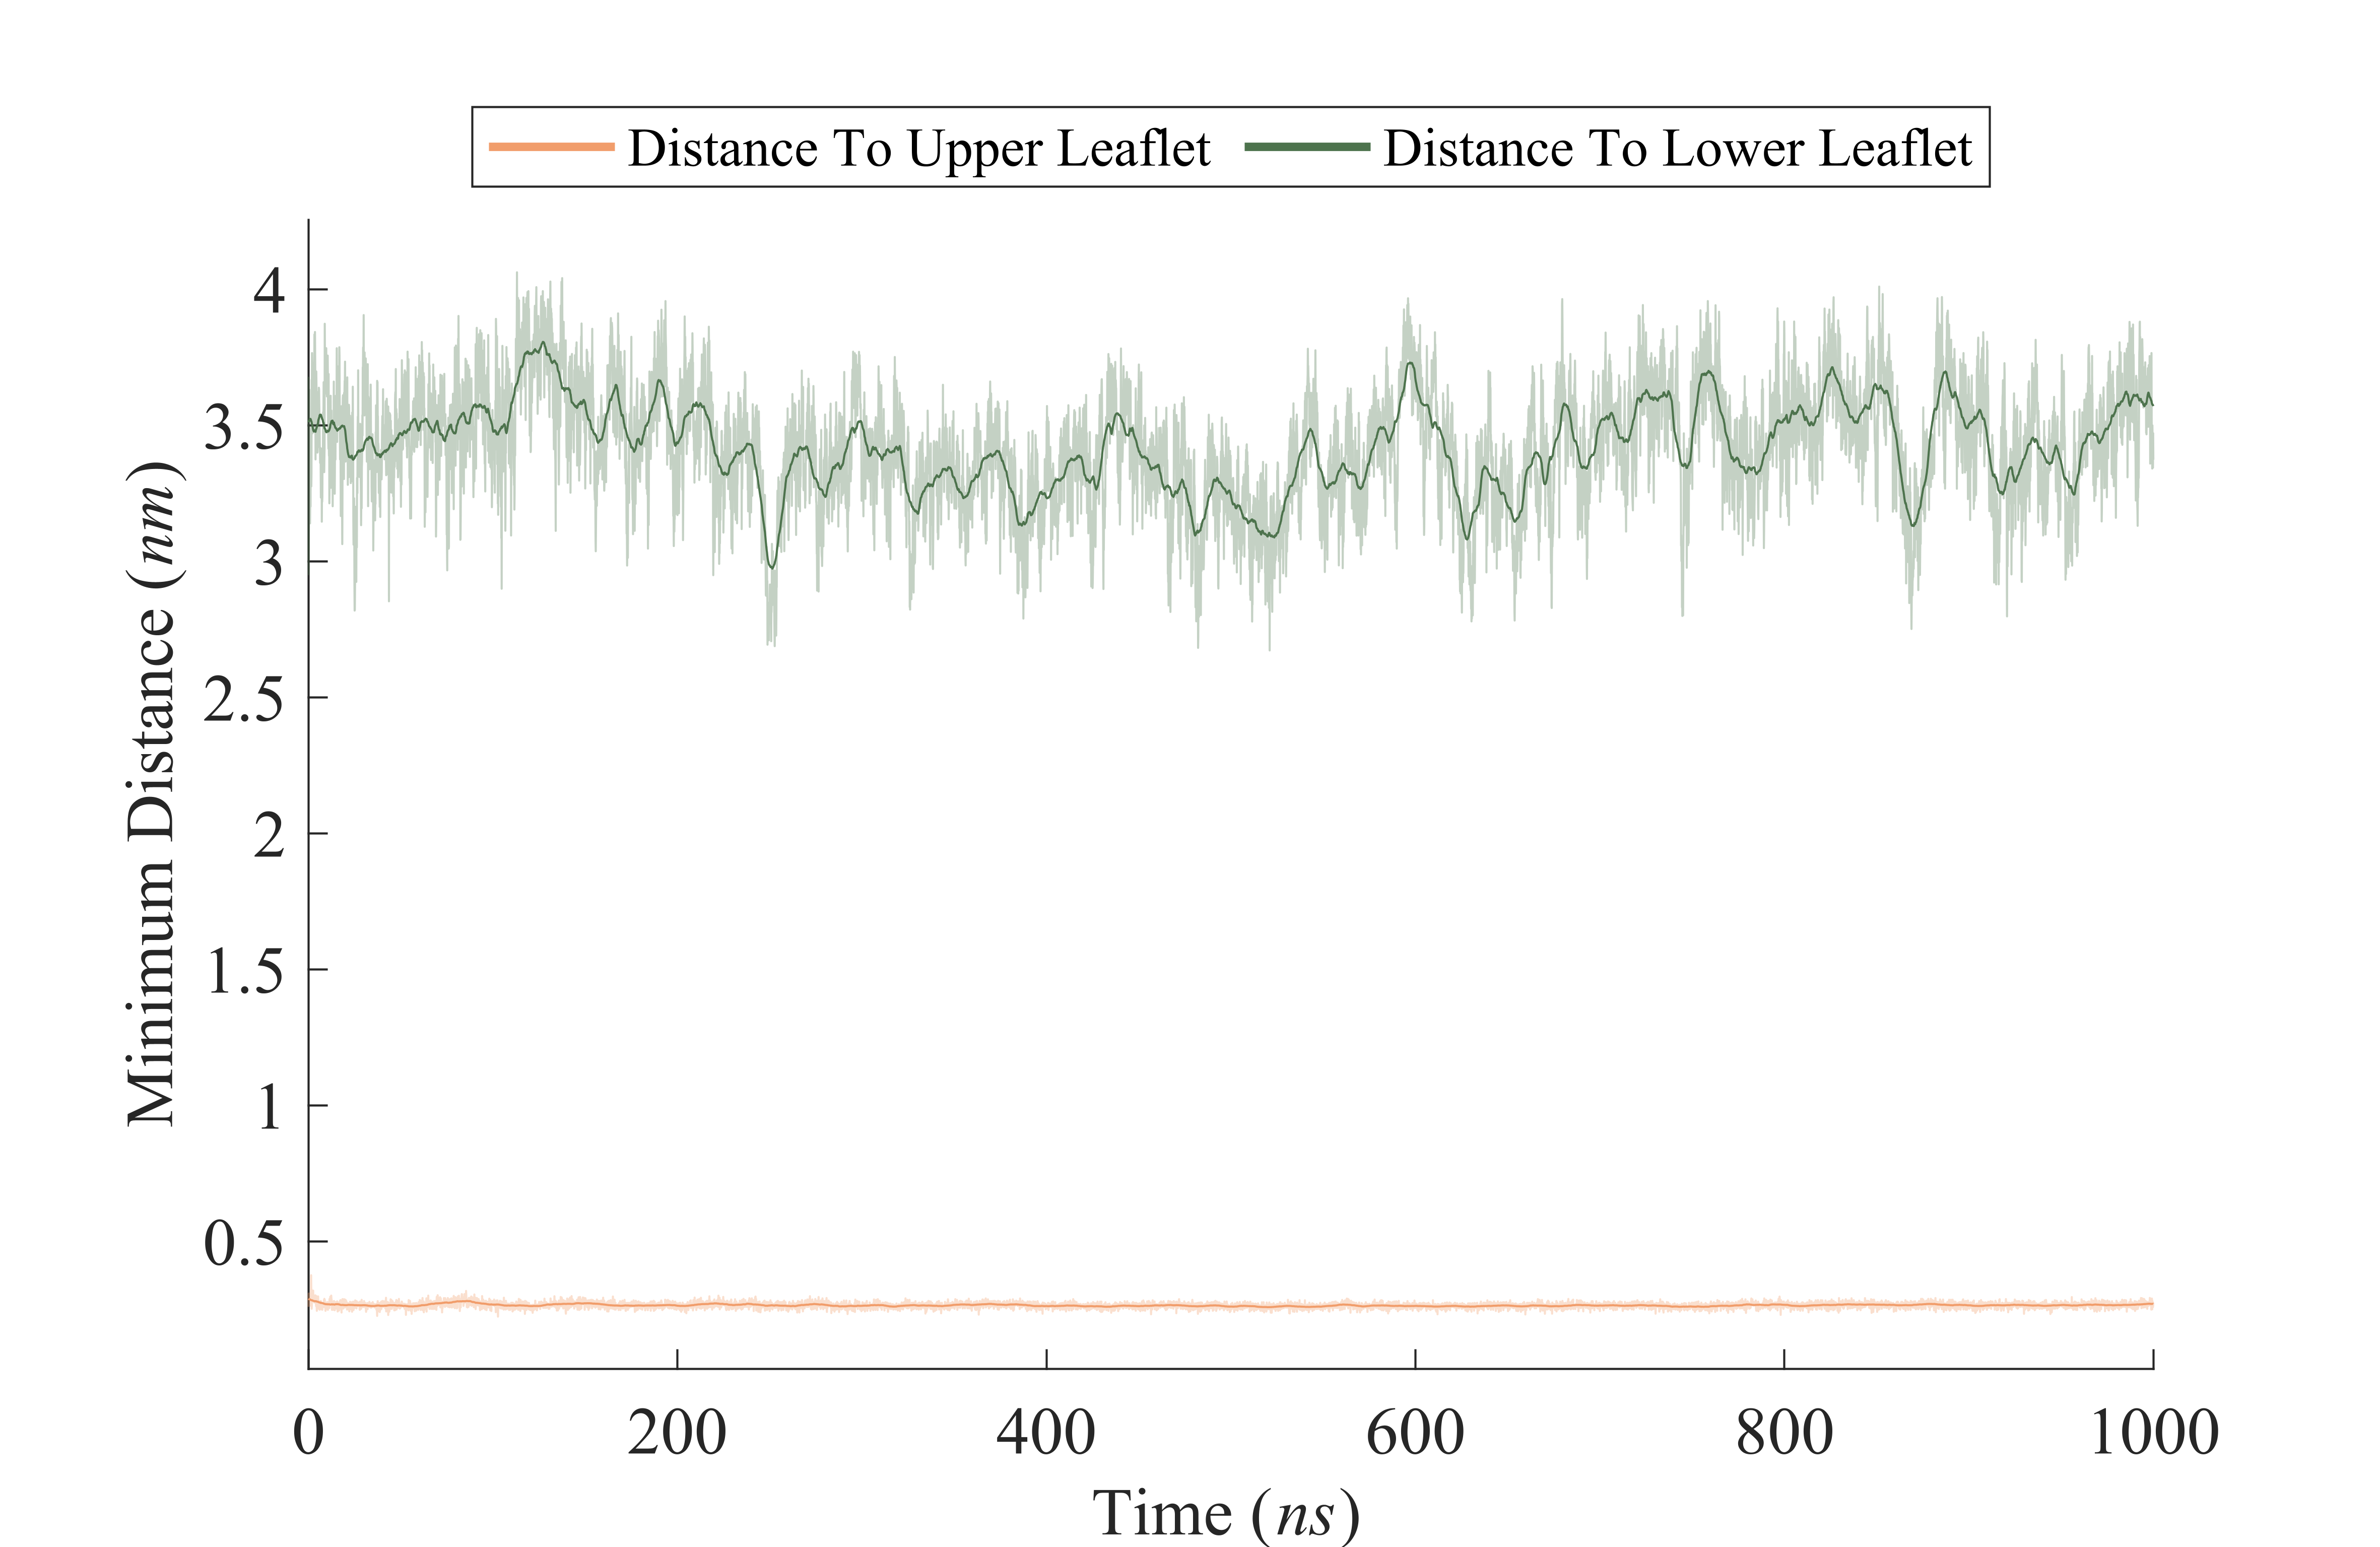 Distance To Upper Leaflet Distance To Lower Leaflet
4
3.5
3
2.5
2
1.5
1
0.5
Minimum Distance (nm)
0 200 400 600 800 1000
Time (ns)